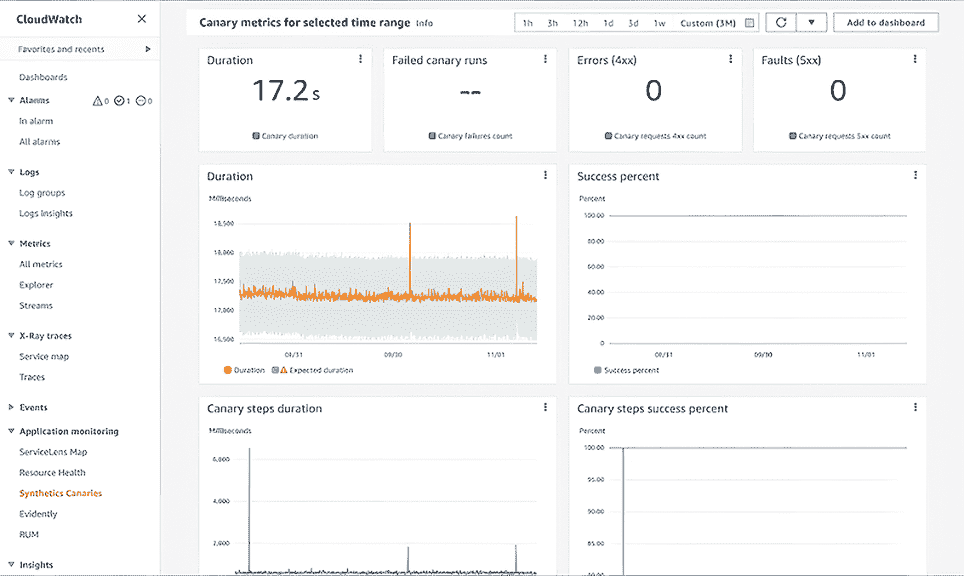 CloudWatch
Favorites and recents
Dashboards
Alarms 0 1 0
In alarm
All alarms
Logs
Log groups
Logs Insights
Metrics
All metrics
Explorer
Streams
X-Ray traces
Service map
Traces
Events
Application monitoring
ServiceLens Map
Resource Health
Synthetics Canaries
Evidently
RUM
Insights
Canary metrics for selected time range Info
1h 3h 12h 1d 3d 1w Custom (3M)
Add to dashboard
Duration
17.2 s
Canary duration
Failed canary runs
--
Canary failures count
Errors (4xx)
0
Canary requests 4xx count
Faults (5xx)
0
Canary requests 5xx count
Duration
Milliseconds
18,500
18,000
17,500
17,000
16,500
08/31 09/30 11/01
Duration Expected duration
Success percent
Percent
100.00
80.00
60.00
40.00
20.00
0
08/31 09/30 11/01
Success percent
Canary steps duration
Milliseconds
6,000
4,000
2,000
Canary steps success percent
Percent
100.00
95.00
90.00
85.00